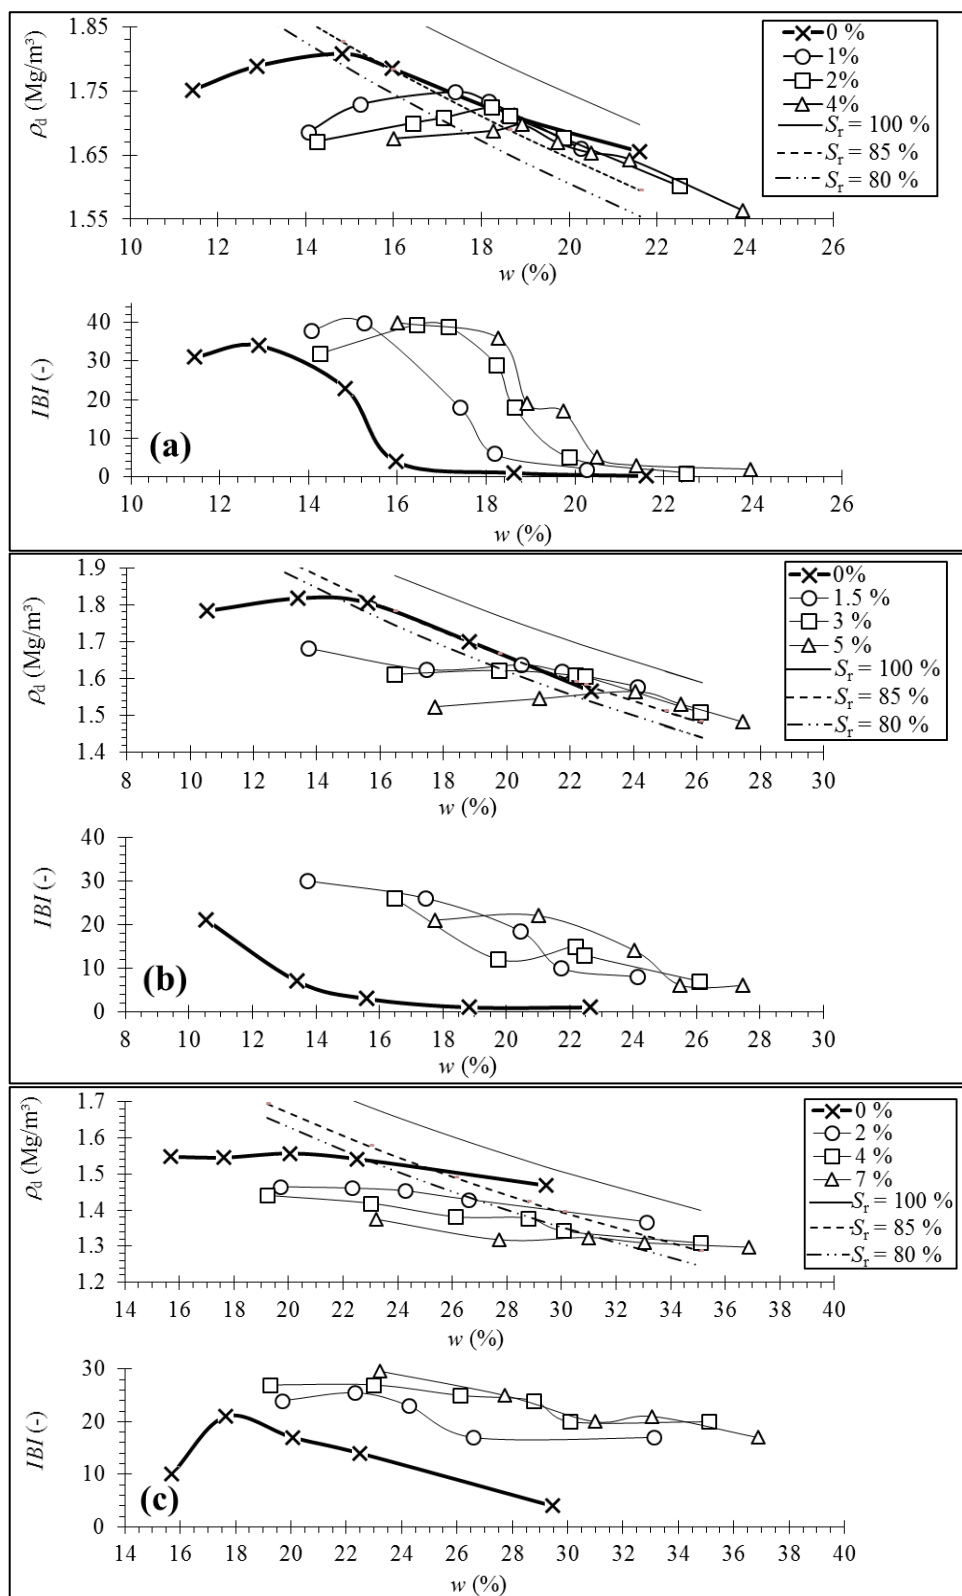 1.85
1.75
1.65
1.55
ρd (Mg/m³)
0 %
1%
2%
4%
Sr = 100 %
Sr = 85 %
Sr = 80 %
10 12 14 16 18 20 22 24 26
w (%)
40
30
20
10
0
IBI (-)
(a)
10 12 14 16 18 20 22 24 26
w (%)
1.9
1.8
1.7
1.6
1.5
1.4
ρd (Mg/m³)
0%
1.5 %
3 %
5 %
Sr = 100 %
Sr = 85 %
Sr = 80 %
8 10 12 14 16 18 20 22 24 26 28 30
w (%)
40
30
20
10
0
IBI (-)
(b)
8 10 12 14 16 18 20 22 24 26 28 30
w (%)
1.7
1.6
1.5
1.4
1.3
1.2
ρd (Mg/m³)
0 %
2 %
4 %
7 %
Sr = 100 %
Sr = 85 %
Sr = 80 %
14 16 18 20 22 24 26 28 30 32 34 36 38 40
w (%)
30
20
10
0
IBI (-)
(c)
14 16 18 20 22 24 26 28 30 32 34 36 38 40
w (%)